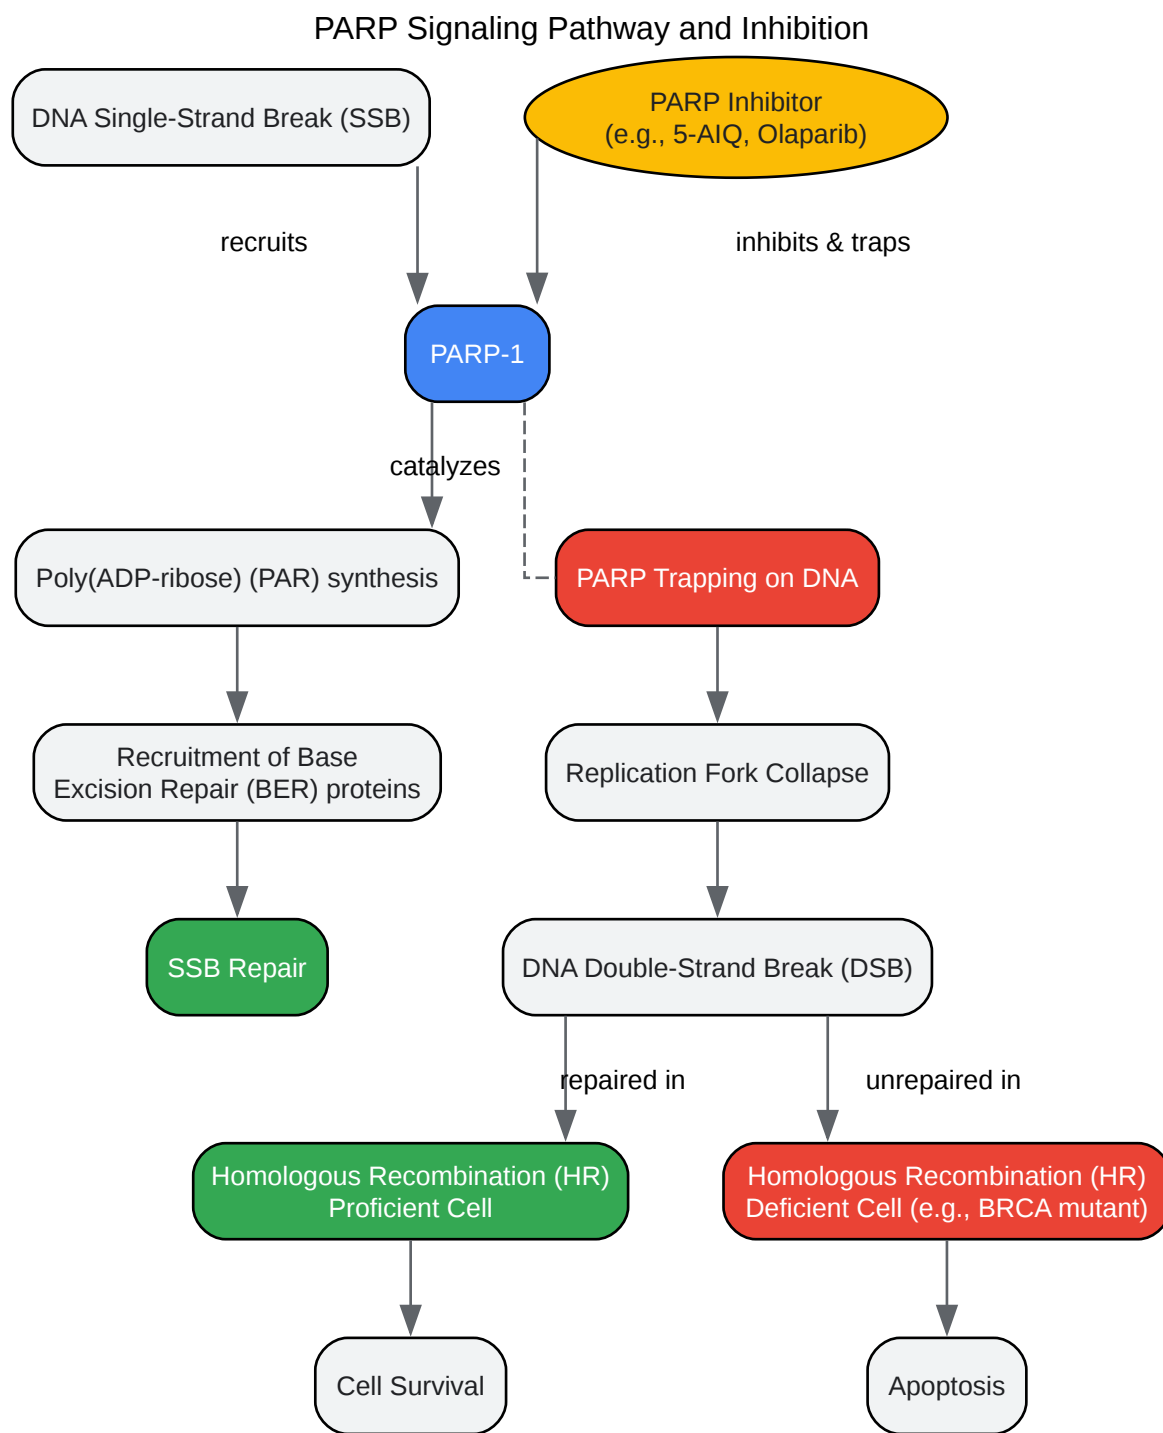 PARP Signaling Pathway and Inhibition
DNA Single-Strand Break (SSB)
PARP Inhibitor
(e.g., 5-AIQ, Olaparib)
recruits
inhibits & traps
PARP-1
catalyzes
Poly(ADP-ribose) (PAR) synthesis
PARP Trapping on DNA
Recruitment of Base
Excision Repair (BER) proteins
Replication Fork Collapse
SSB Repair
DNA Double-Strand Break (DSB)
repaired in
unrepaired in
Homologous Recombination (HR)
Proficient Cell
Homologous Recombination (HR)
Deficient Cell (e.g., BRCA mutant)
Cell Survival
Apoptosis